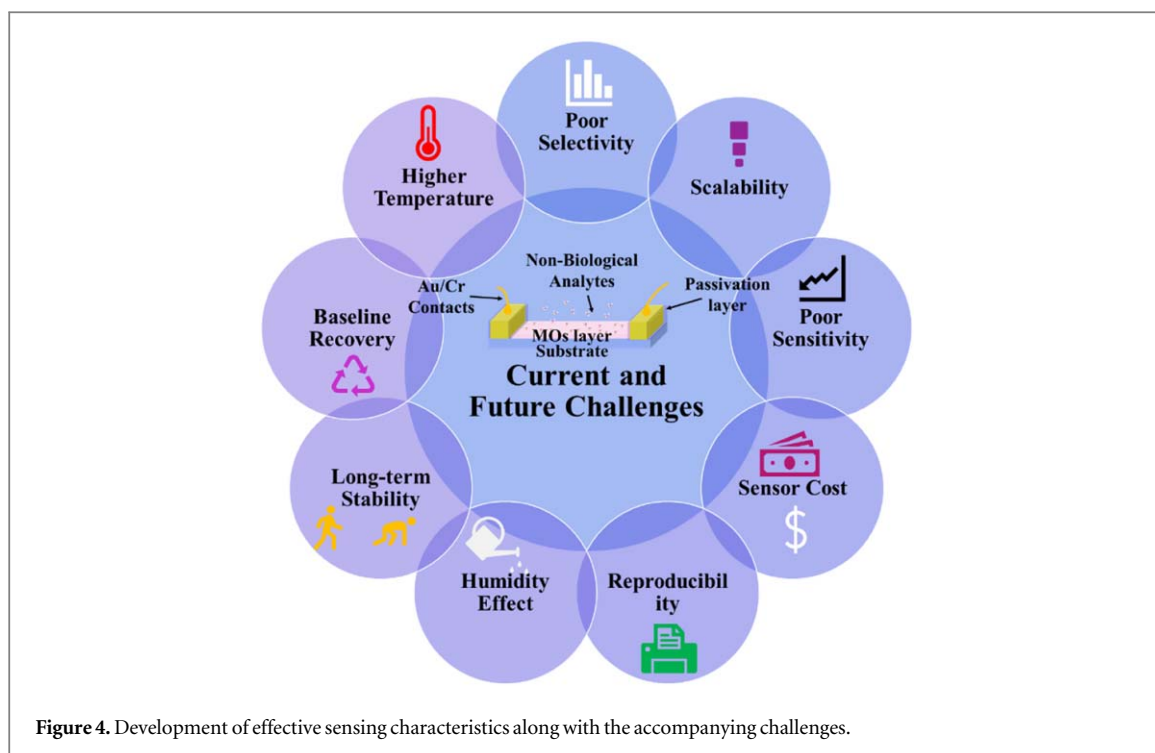 Poor
Selectivity
Scalability
Poor
Sensitivity
Sensor Cost
$
Reproducibil
ity
Humidity
Effect
Long-term
Stability
Baseline
Recovery
Higher
Temperature
Non-Biological
Analytes
Au/Cr
Contacts
Passivation
layer
MOs layer
Substrate
Current and
Future Challenges
Figure 4. Development of effective sensing characteristics along with the accompanying challenges.